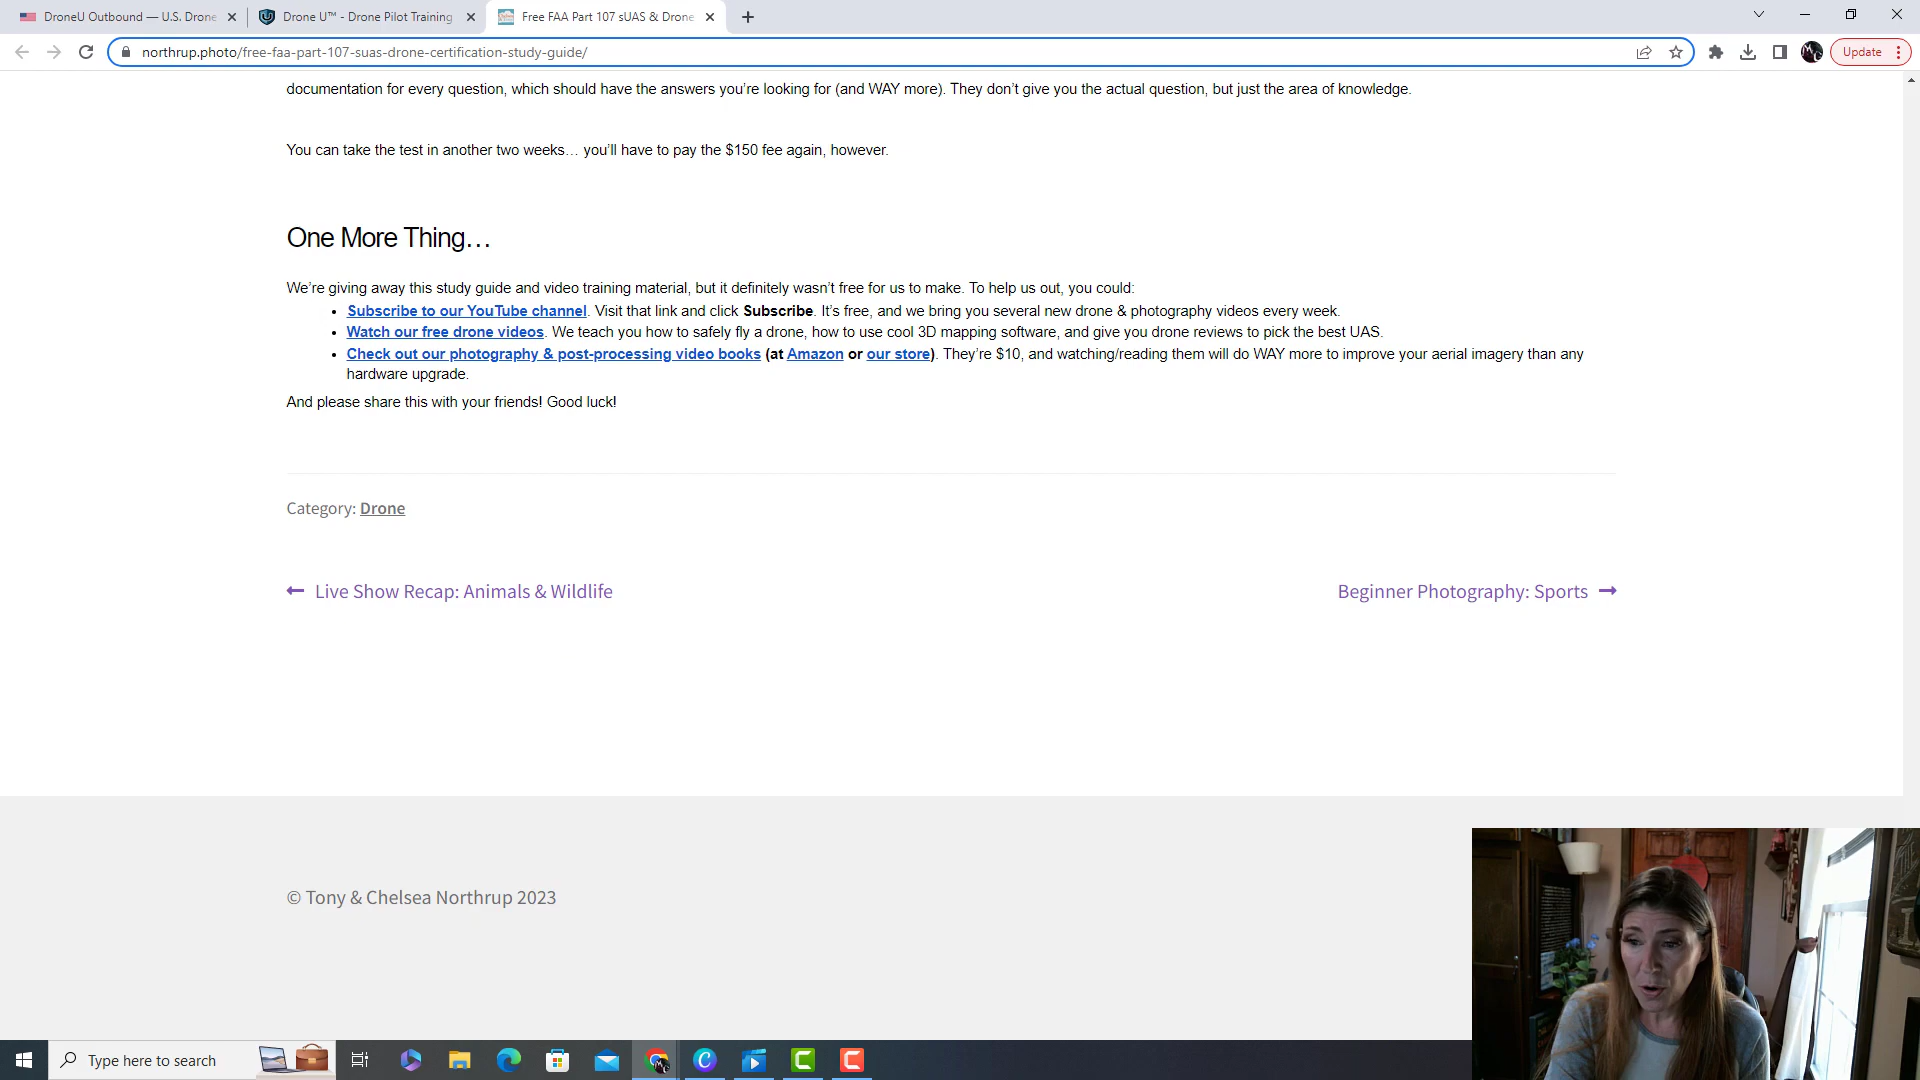 DroneU Outbound — U.S. Drone
Drone U™ - Drone Pilot Training
Free FAA Part 107 sUAS & Drone
northrup.photo/free-faa-part-107-suas-drone-certification-study-guide/
Update
documentation for every question, which should have the answers you're looking for (and WAY more). They don't give you the actual question, but just the area of knowledge.
You can take the test in another two weeks… you'll have to pay the $150 fee again, however.
One More Thing…
We're giving away this study guide and video training material, but it definitely wasn't free for us to make. To help us out, you could:
• Subscribe to our YouTube channel. Visit that link and click Subscribe. It's free, and we bring you several new drone & photography videos every week.
• Watch our free drone videos. We teach you how to safely fly a drone, how to use cool 3D mapping software, and give you drone reviews to pick the best UAS.
• Check out our photography & post-processing video books (at Amazon or our store). They're $10, and watching/reading them will do WAY more to improve your aerial imagery than any
hardware upgrade.
And please share this with your friends! Good luck!
Category: Drone
Live Show Recap: Animals & Wildlife
Beginner Photography: Sports
© Tony & Chelsea Northrup 2023
Type here to search